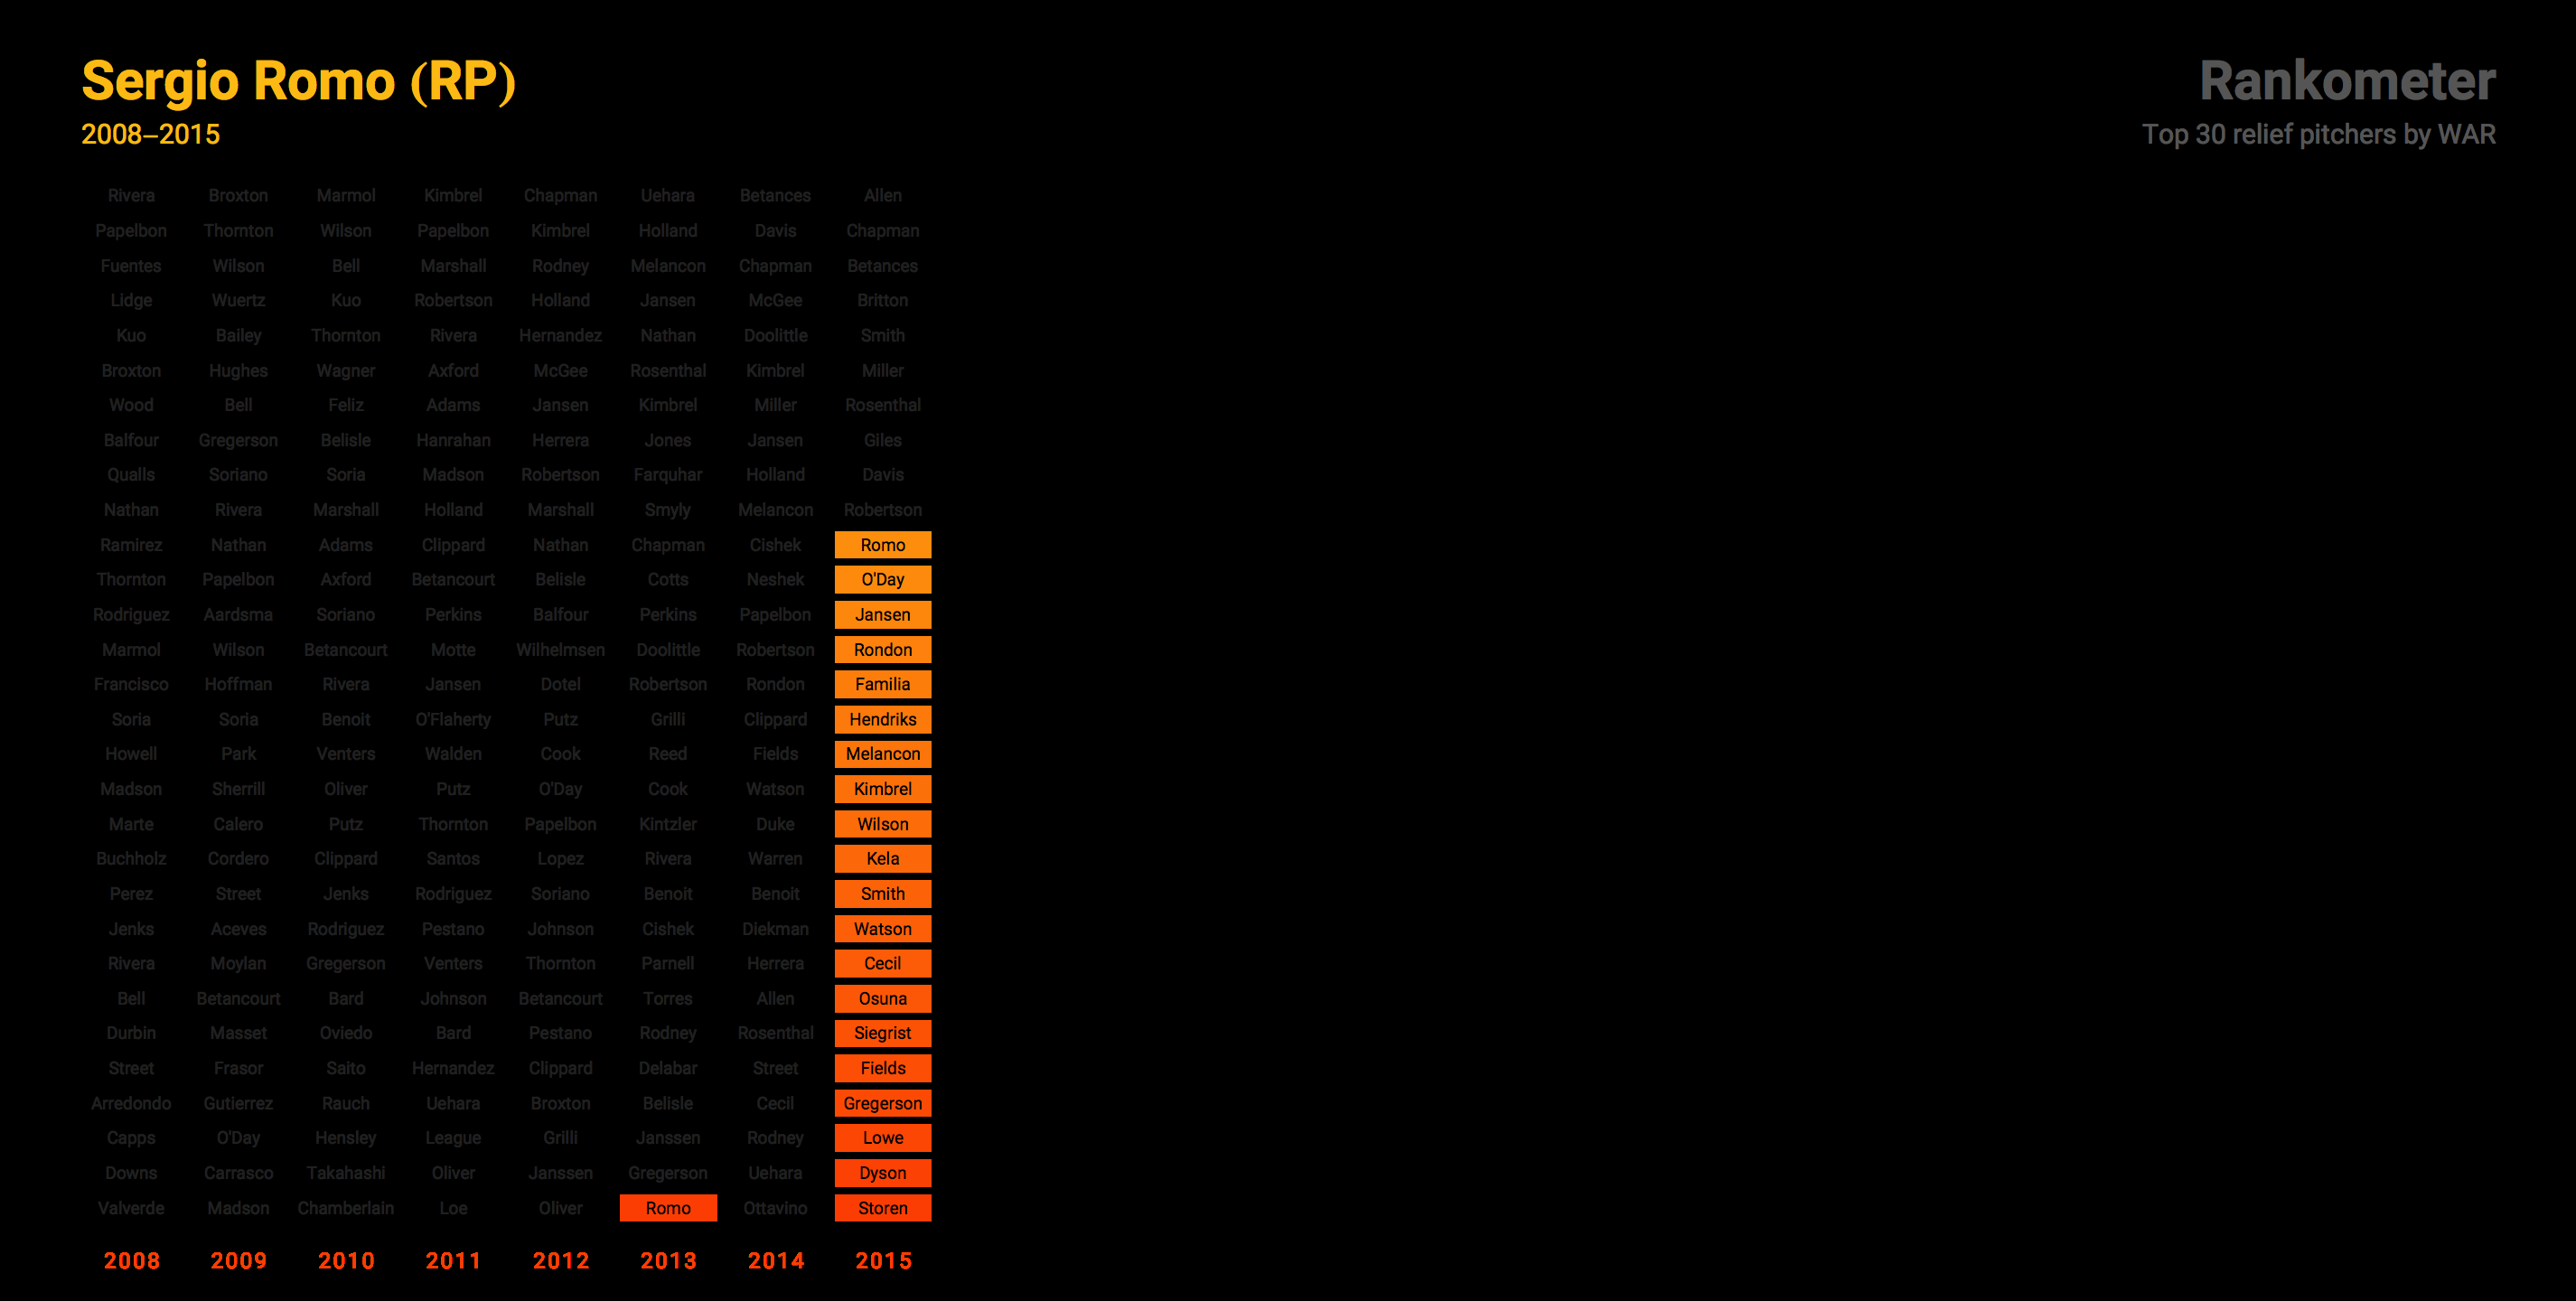 Sergio Romo (RP)
2008–2015
Rankometer
Top 30 relief pitchers by WAR
Rivera Broxton Marmol Kimbrel Chapman Uehara Betances Allen
Papelbon Thornton Wilson Papelbon Kimbrel Holland Davis Chapman
Fuentes Wilson Bell Marshall Rodney Melancon Chapman Betances
Lidge Wuertz Kuo Robertson Holland Jansen McGee Britton
Kuo Bailey Thornton Rivera Hernandez Nathan Doolittle Smith
Broxton Hughes Wagner Axford McGee Rosenthal Kimbrel Miller
Wood Bell Feliz Adams Jansen Kimbrel Miller Rosenthal
Balfour Gregerson Belisle Hanrahan Herrera Jones Jansen Giles
Qualls Soriano Soria Madson Robertson Farquhar Holland Davis
Nathan Rivera Marshall Holland Marshall Smyly Melancon Robertson
Ramirez Nathan Adams Clippard Nathan Chapman Cishek Romo
Thornton Papelbon Axford Betancourt Belisle Cotts Neshek O'Day
Rodriguez Aardsma Soriano Perkins Balfour Perkins Papelbon Jansen
Marmol Wilson Betancourt Motte Wilhelmsen Doolittle Robertson Rondon
Francisco Hoffman Rivera Jansen Dotel Robertson Rondon Familia
Soria Soria Benoit O'Flaherty Putz Grilli Clippard Hendriks
Howell Park Venters Walden Cook Reed Fields Melancon
Madson Sherrill Oliver Putz O'Day Cook Watson Kimbrel
Marte Calero Putz Thornton Papelbon Kintzler Duke Wilson
Buchholz Cordero Clippard Santos Lopez Rivera Warren Kela
Perez Street Jenks Rodriguez Soriano Benoit Benoit Smith
Jenks Aceves Rodriguez Pestano Johnson Cishek Diekman Watson
Rivera Moylan Gregerson Venters Thornton Parnell Herrera Cecil
Bell Betancourt Bard Johnson Betancourt Torres Allen Osuna
Durbin Masset Oviedo Bard Pestano Rodney Rosenthal Siegrist
Street Frasor Saito Hernandez Clippard Delabar Street Fields
Arredondo Gutierrez Rauch Uehara Broxton Belisle Cecil Gregerson
Capps O'Day Hensley League Grilli Janssen Rodney Lowe
Downs Carrasco Takahashi Oliver Janssen Gregerson Uehara Dyson
Valverde Madson Chamberlain Loe Oliver Romo Ottavino Storen
2008 2009 2010 2011 2012 2013 2014 2015